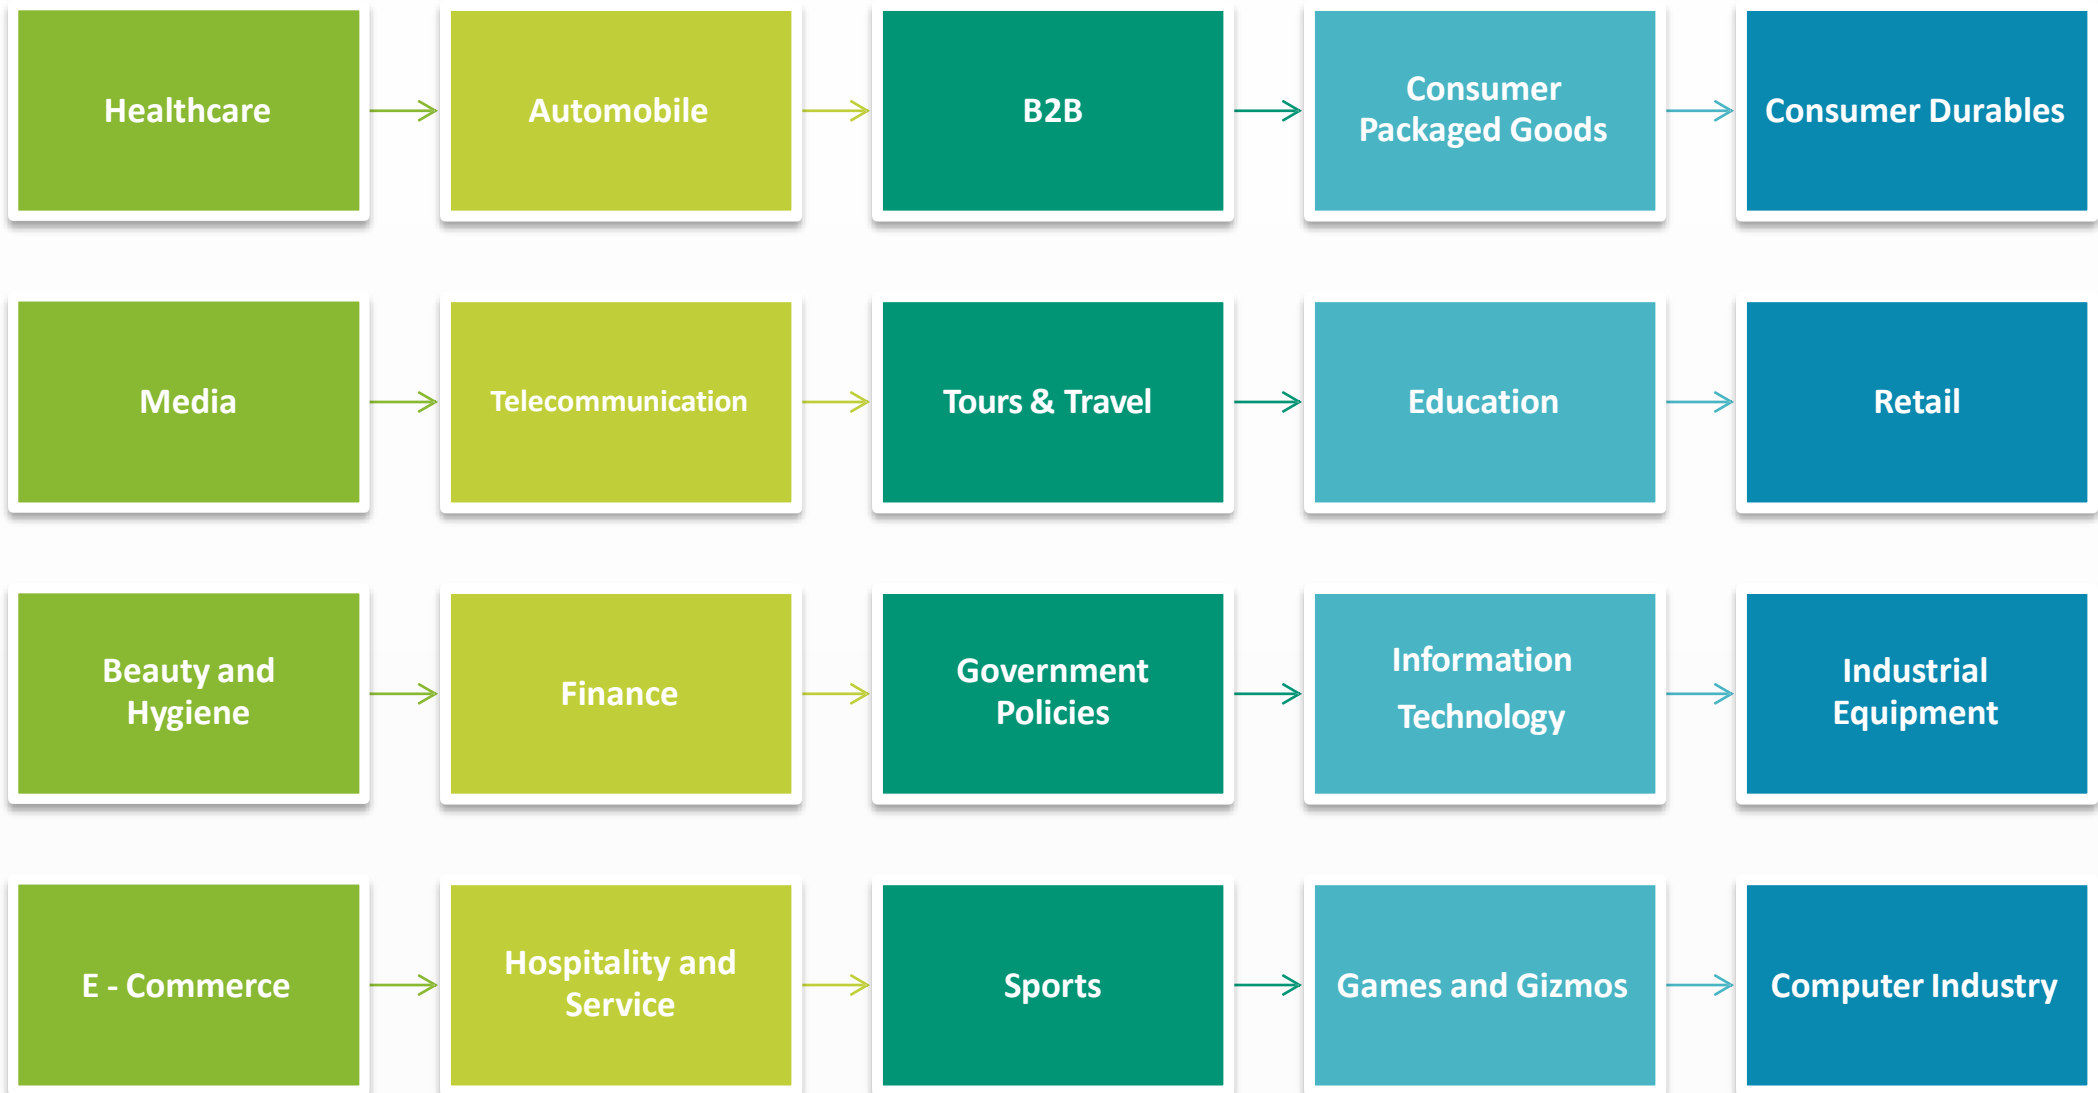 Healthcare
Automobile
B2B
Consumer
Packaged Goods
Consumer Durables
Media
Telecommunication
Tours & Travel
Education
Retail
Beauty and
Hygiene
Finance
Government
Policies
Information
Technology
Industrial
Equipment
E - Commerce
Hospitality and
Service
Sports
Games and Gizmos
Computer Industry